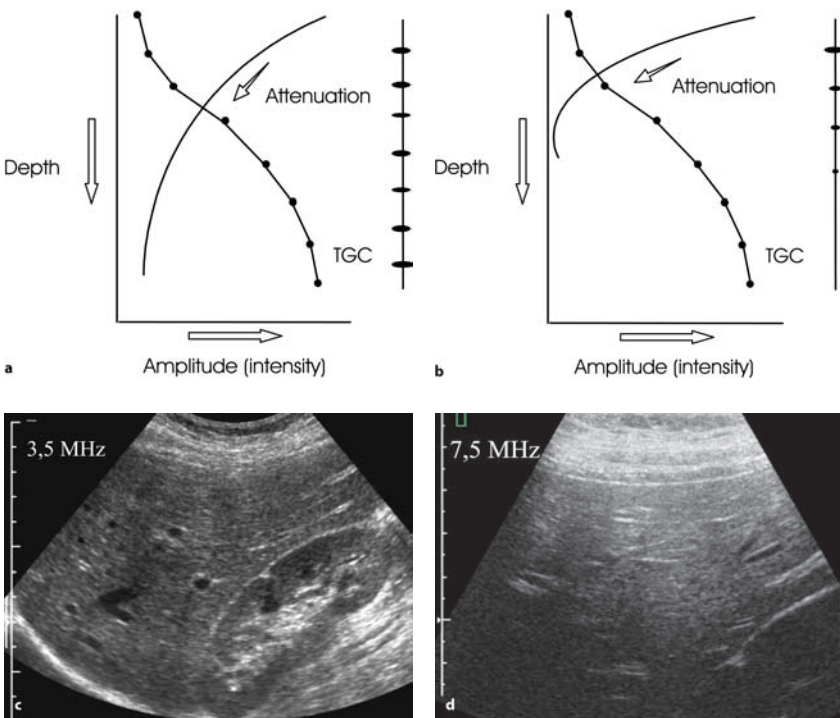 Attenuation
Depth
TGC
a
Amplitude (intensity)
Attenuation
Depth
TGC
b
Amplitude (intensity)
3,5 MHz
c
7,5 MHz
d